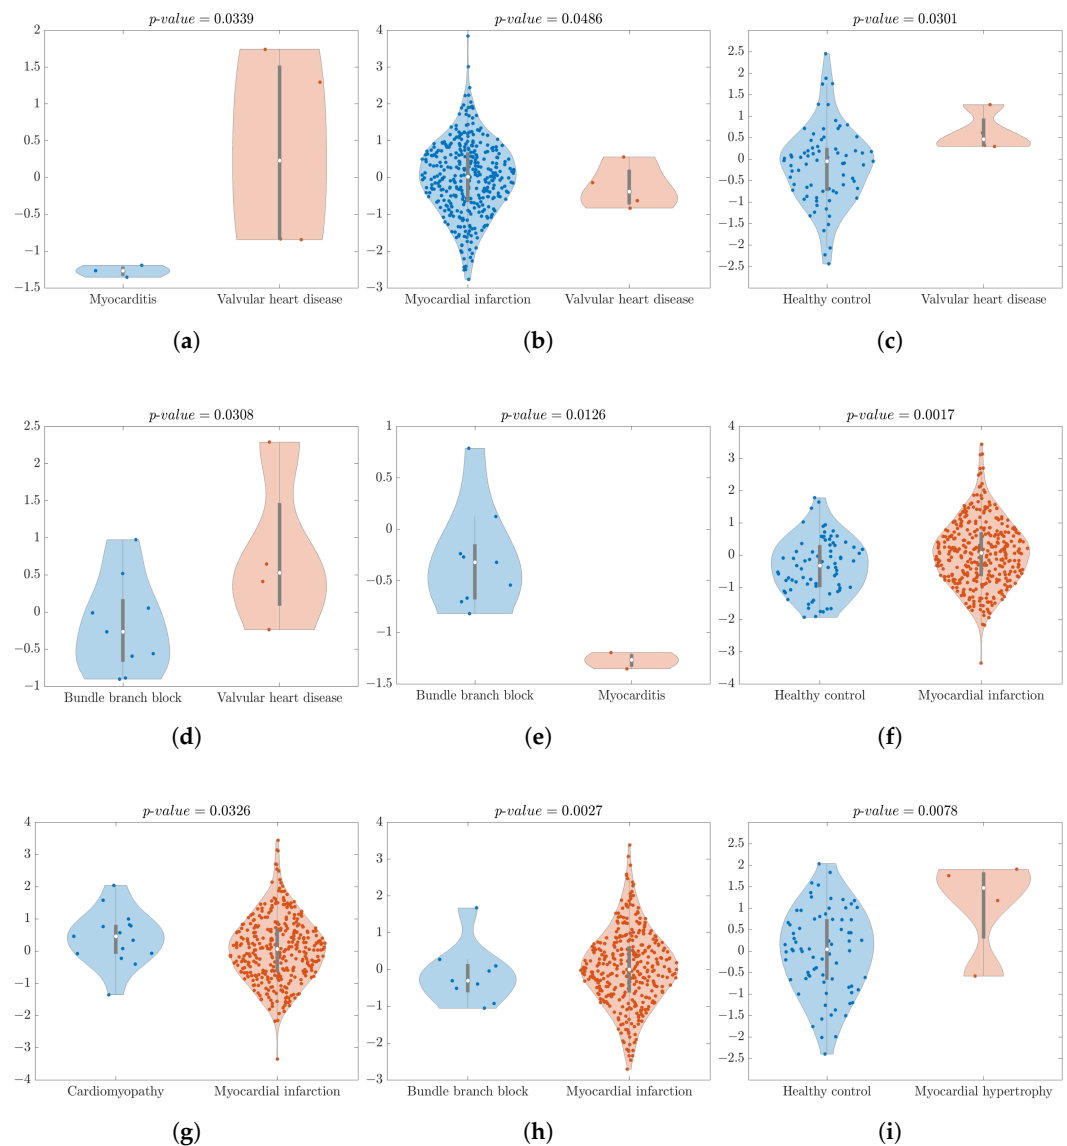 p-value = 0.0339
2
1.5
1
0.5
0
−0.5
−1
−1.5
Myocarditis Valvular heart disease
(a)
p-value = 0.0486
4
3
2
1
0
−1
−2
−3
Myocardial infarction Valvular heart disease
(b)
p-value = 0.0301
2.5
2
1.5
1
0.5
0
−0.5
−1
−1.5
−2
−2.5
Healthy control Valvular heart disease
(c)
p-value = 0.0308
2.5
2
1.5
1
0.5
0
−0.5
−1
Bundle branch block Valvular heart disease
(d)
p-value = 0.0126
1
0.5
0
−0.5
−1
−1.5
Bundle branch block Myocarditis
(e)
p-value = 0.0017
4
3
2
1
0
−1
−2
−3
−4
Healthy control Myocardial infarction
(f)
p-value = 0.0326
4
3
2
1
0
−1
−2
−3
−4
Cardiomyopathy Myocardial infarction
(g)
p-value = 0.0027
4
3
2
1
0
−1
−2
−3
Bundle branch block Myocardial infarction
(h)
p-value = 0.0078
2.5
2
1.5
1
0.5
0
−0.5
−1
−1.5
−2
−2.5
Healthy control Myocardial hypertrophy
(i)